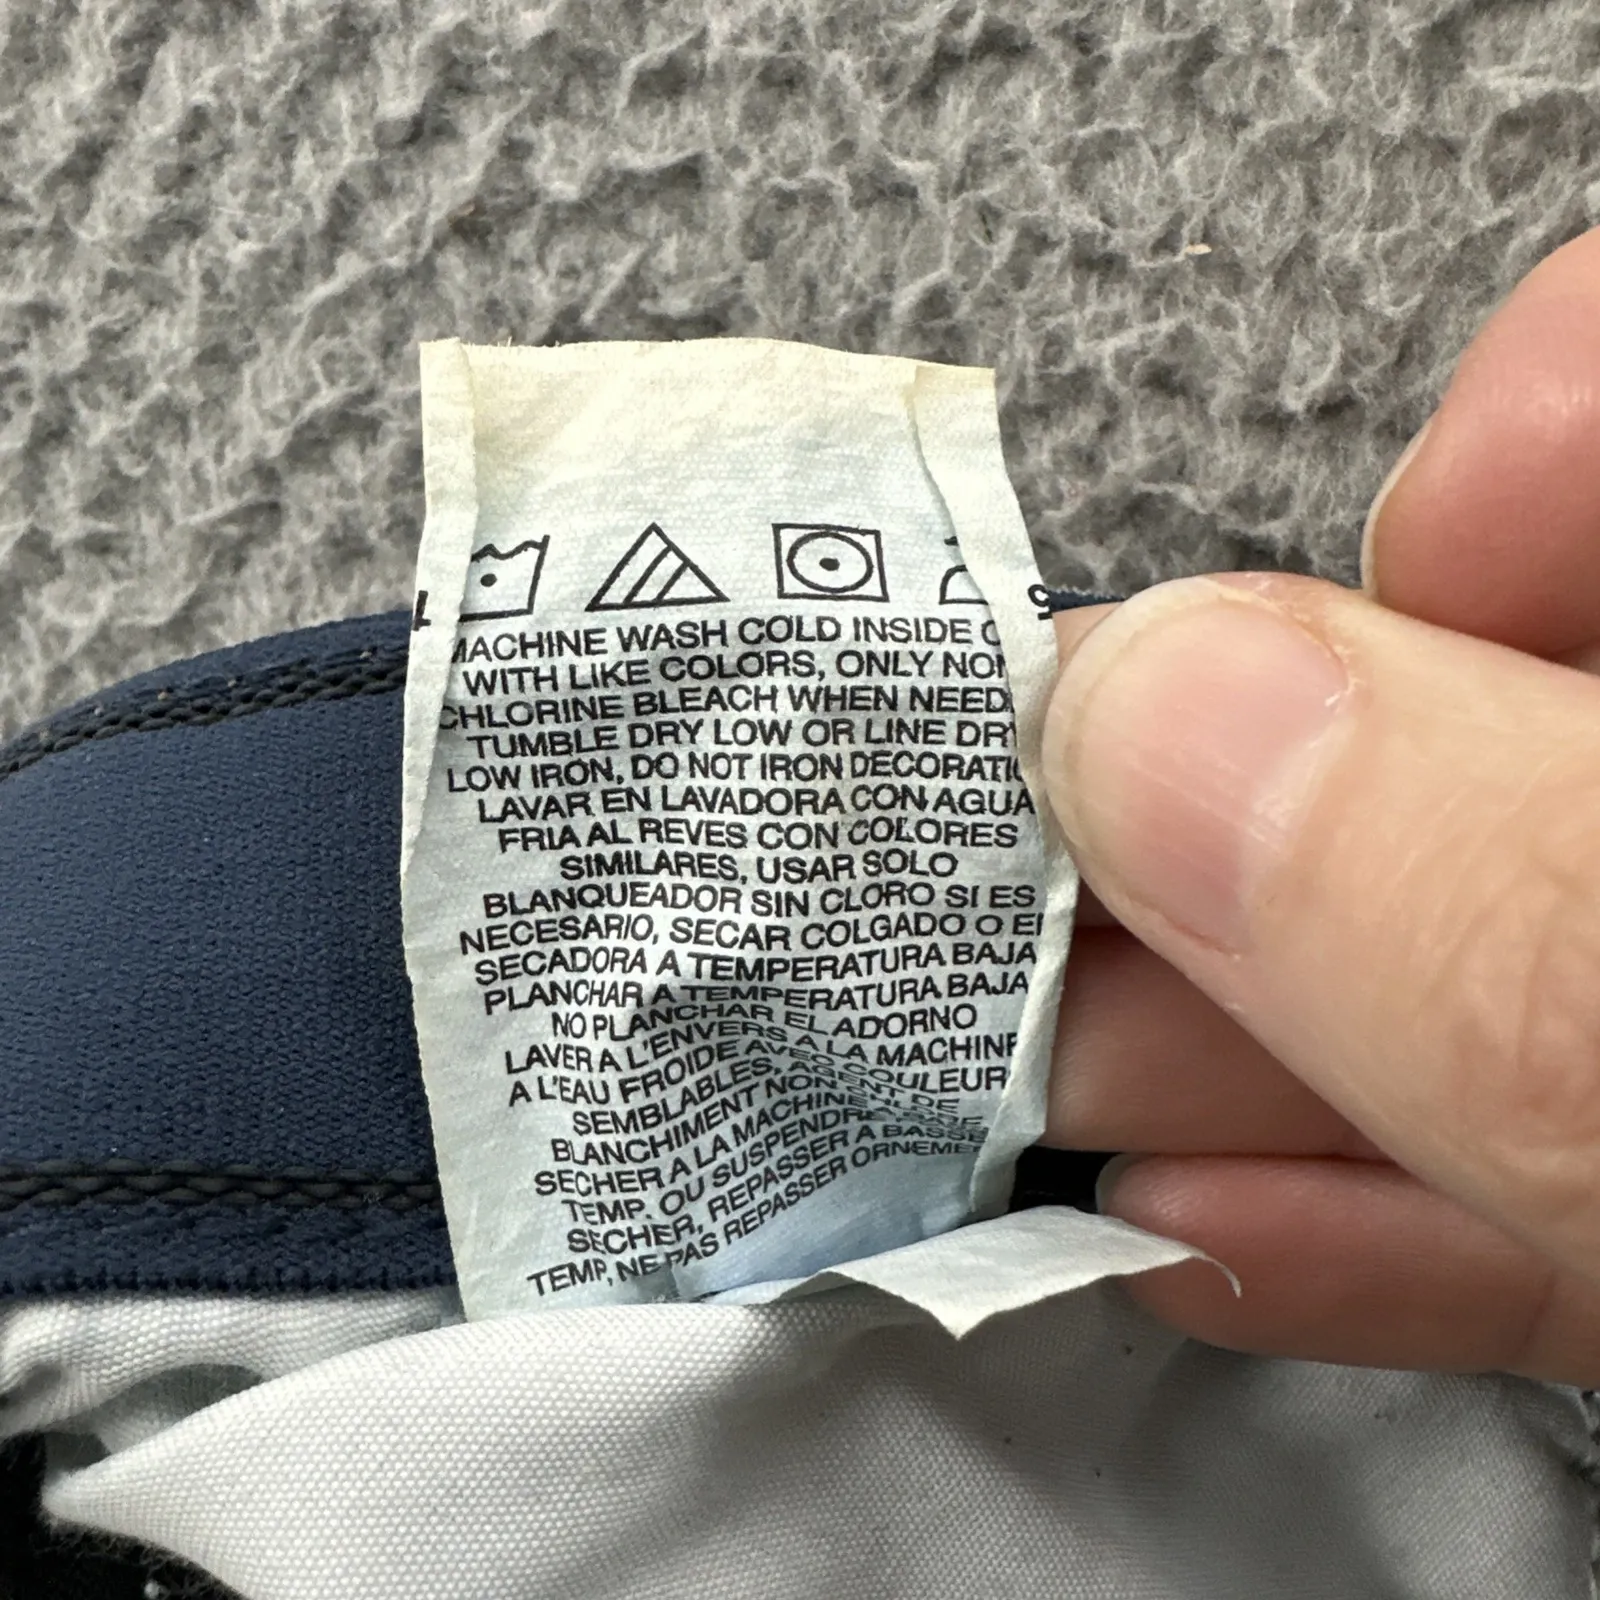 MACHINE WASH COLD INSIDE O
WITH LIKE COLORS, ONLY NON
CHLORINE BLEACH WHEN NEED
TUMBLE DRY LOW OR LINE DRY
LOW IRON, DO NOT IRON DECORATIO
LAVAR EN LAVADORA CON AGUA
FRIA AL REVES CON COLORES
SIMILARES, USAR SOLO
BLANQUEADOR SIN CLORO SI ES
NECESARIO, SECAR COLGADO O EN
SECADORA A TEMPERATURA BAJA
PLANCHAR A TEMPERATURA BAJA
NO PLANCHAR EL ADORNO
LAVER A L'ENVERS A LA MACHINE
A L'EAU FROIDE AVEC COULEUR
SEMBLABLES, AGENT DE
BLANCHIMENT NON
SECHER A LA MACHINE A BASSE
TEMP. OU SUSPENDRE
SECHER, REPASSER A BASSE
TEMP, NE PAS REPASSER ORNEME